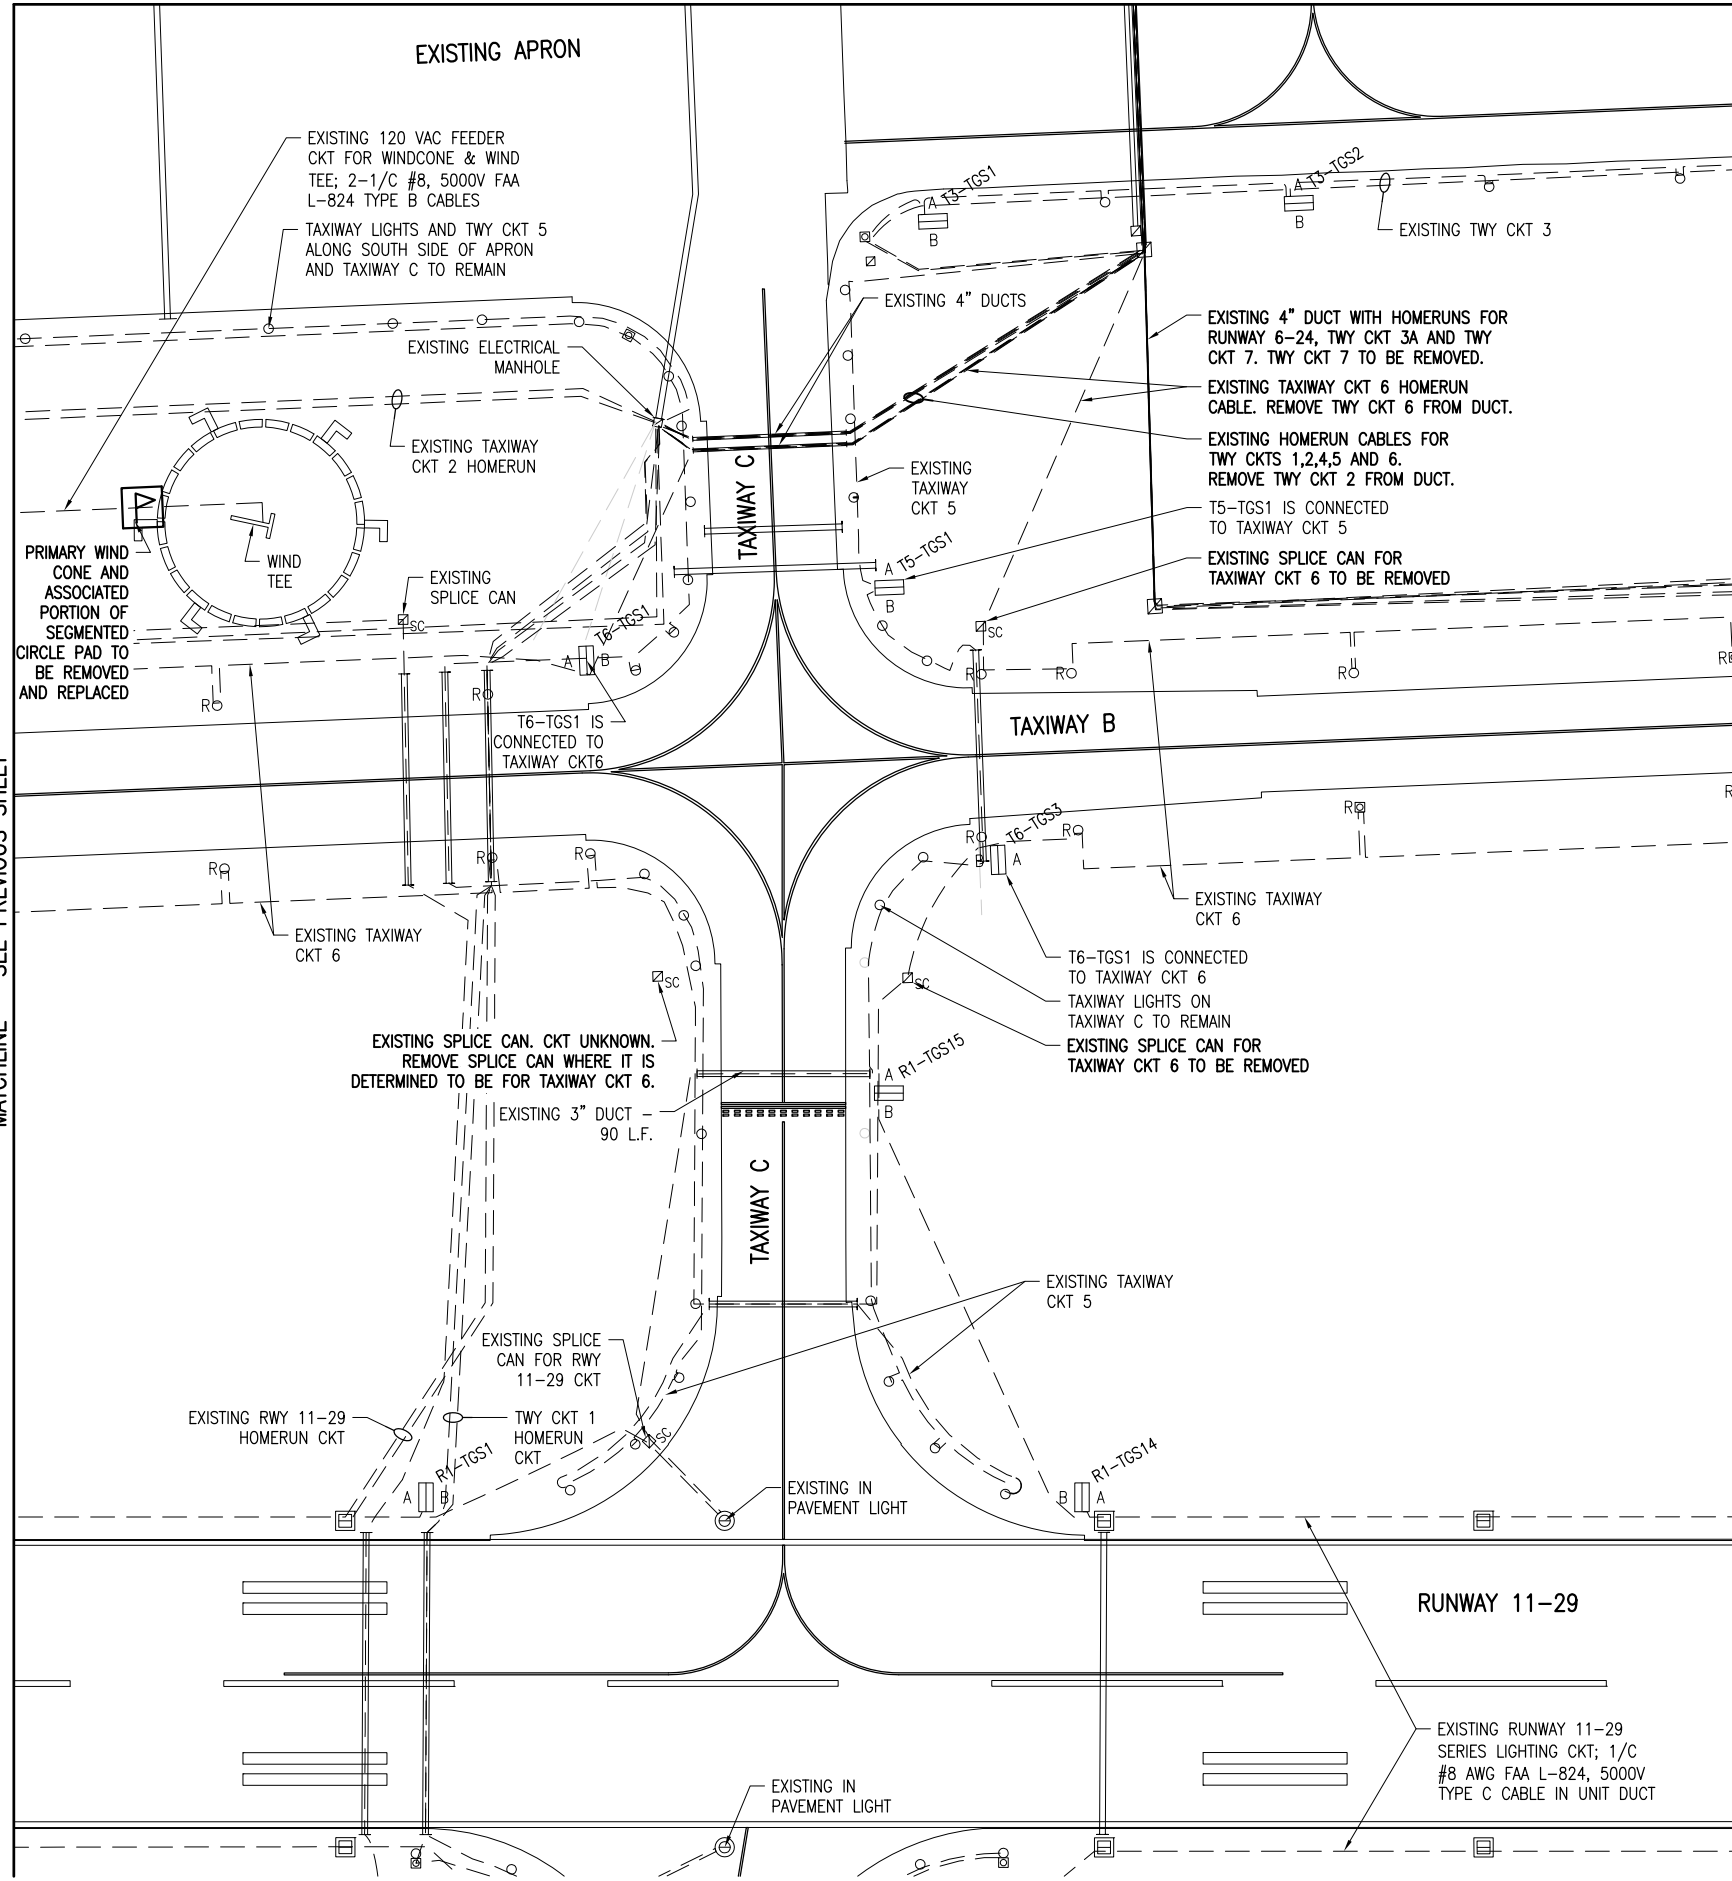 EXISTING APRON
EXISTING 120 VAC FEEDER
CKT FOR WINDCONE & WIND
TEE; 2-1/C #8, 5000V FAA
L-824 TYPE B CABLES
TAXIWAY LIGHTS AND TWY CKT 5
ALONG SOUTH SIDE OF APRON
AND TAXIWAY C TO REMAIN
A T3-TGS1
B
A T3-TGS2
B
EXISTING TWY CKT 3
EXISTING 4" DUCTS
EXISTING ELECTRICAL
MANHOLE
EXISTING 4" DUCT WITH HOMERUNS FOR
RUNWAY 6-24, TWY CKT 3A AND TWY
CKT 7. TWY CKT 7 TO BE REMOVED.
EXISTING TAXIWAY CKT 6 HOMERUN
CABLE. REMOVE TWY CKT 6 FROM DUCT.
EXISTING TAXIWAY
CKT 2 HOMERUN
EXISTING HOMERUN CABLES FOR
TWY CKTS 1,2,4,5 AND 6.
REMOVE TWY CKT 2 FROM DUCT.
EXISTING
TAXIWAY
CKT 5
TAXIWAY C
T5-TGS1 IS CONNECTED
TO TAXIWAY CKT 5
A T5-TGS1
B
PRIMARY WIND
CONE AND
ASSOCIATED
PORTION OF
SEGMENTED
CIRCLE PAD TO
BE REMOVED
AND REPLACED
WIND
TEE
EXISTING
SPLICE CAN
SC
EXISTING SPLICE CAN FOR
TAXIWAY CKT 6 TO BE REMOVED
SC
T6-TGS1
A B
R
R
R
R
R
R
T6-TGS1 IS
CONNECTED TO
TAXIWAY CKT6
TAXIWAY B
MATCHLINE - SEE PREVIOUS SHEET
R
R
R
R
R
R
R
T6-TGS3
B A
EXISTING TAXIWAY
CKT 6
EXISTING TAXIWAY
CKT 6
T6-TGS1 IS CONNECTED
TO TAXIWAY CKT 6
TAXIWAY LIGHTS ON
TAXIWAY C TO REMAIN
EXISTING SPLICE CAN FOR
TAXIWAY CKT 6 TO BE REMOVED
SC
SC
EXISTING SPLICE CAN. CKT UNKNOWN.
REMOVE SPLICE CAN WHERE IT IS
DETERMINED TO BE FOR TAXIWAY CKT 6.
A R1-TGS15
B
EXISTING 3" DUCT -
90 L.F.
TAXIWAY C
EXISTING TAXIWAY
CKT 5
EXISTING SPLICE
CAN FOR RWY
11-29 CKT
SC
EXISTING RWY 11-29
HOMERUN CKT
TWY CKT 1
HOMERUN
CKT
R1-TGS1
A B
R1-TGS14
B A
EXISTING IN
PAVEMENT LIGHT
RUNWAY 11-29
EXISTING RUNWAY 11-29
SERIES LIGHTING CKT; 1/C
#8 AWG FAA L-824, 5000V
TYPE C CABLE IN UNIT DUCT
EXISTING IN
PAVEMENT LIGHT